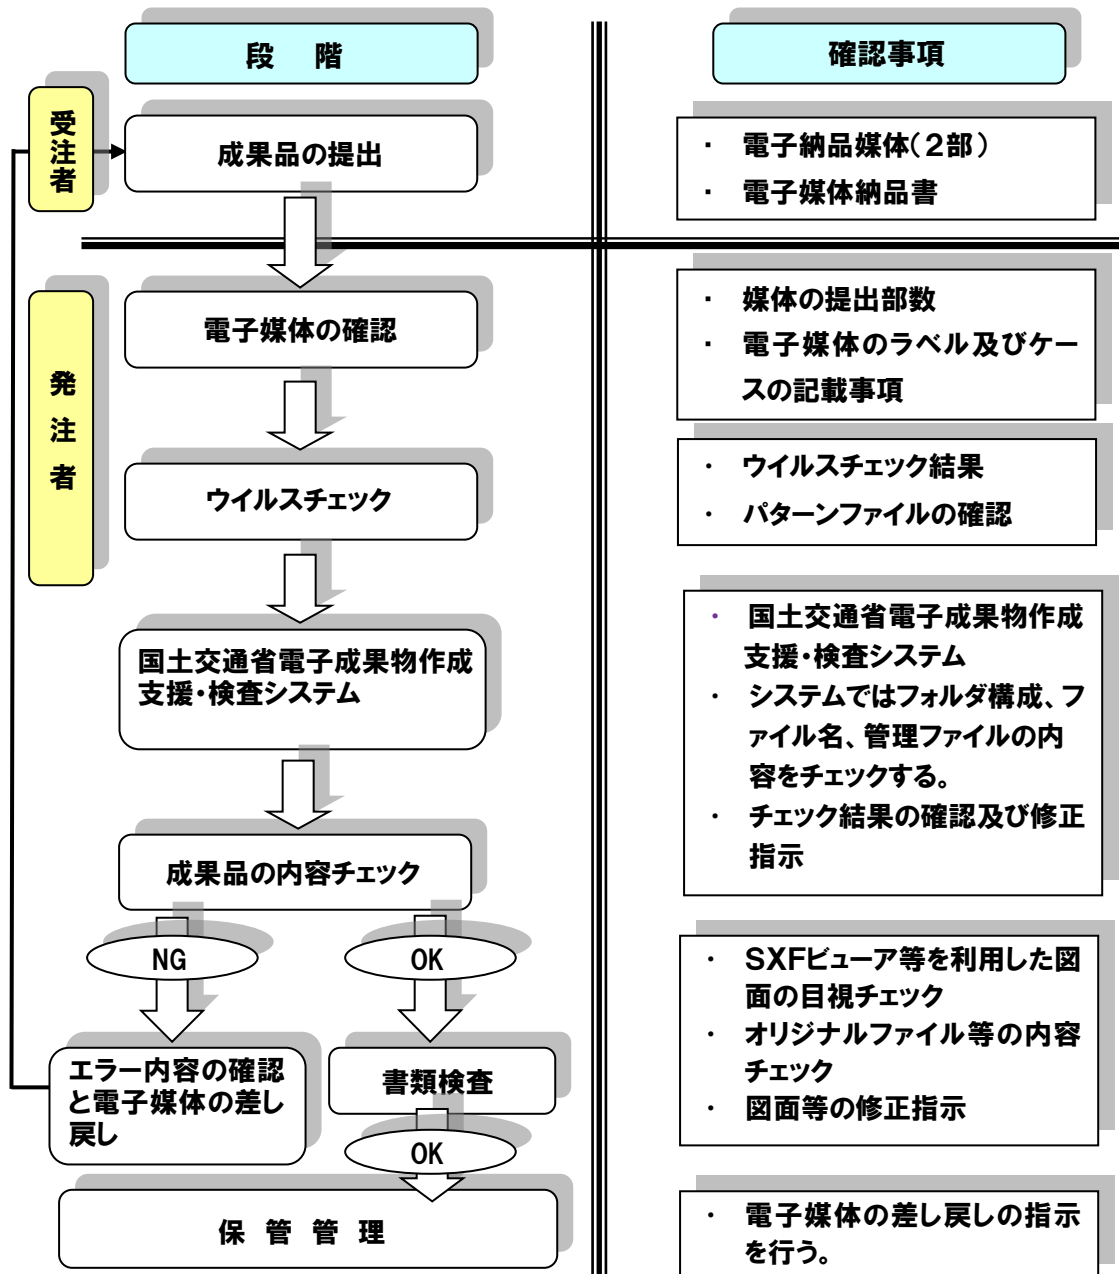 段 階
確認事項
受注者
成果品の提出
・ 電子納品媒体(2部)
・ 電子媒体納品書
発注者
電子媒体の確認
・ 媒体の提出部数
・ 電子媒体のラベル及びケー
スの記載事項
ウイルスチェック
・ ウイルスチェック結果
・ パターンファイルの確認
国土交通省電子成果物作成
支援・検査システム
・ 国土交通省電子成果物作成
支援・検査システム
・ システムではフォルダ構成、フ
ァイル名、管理ファイルの内
容をチェックする。
・ チェック結果の確認及び修正
指示
成果品の内容チェック
NG
OK
・ SXFビューア等を利用した図
面の目視チェック
・ オリジナルファイル等の内容
チェック
・ 図面等の修正指示
エラー内容の確認
と電子媒体の差し
戻し
書類検査
OK
保 管 管 理
・ 電子媒体の差し戻しの指示
を行う。